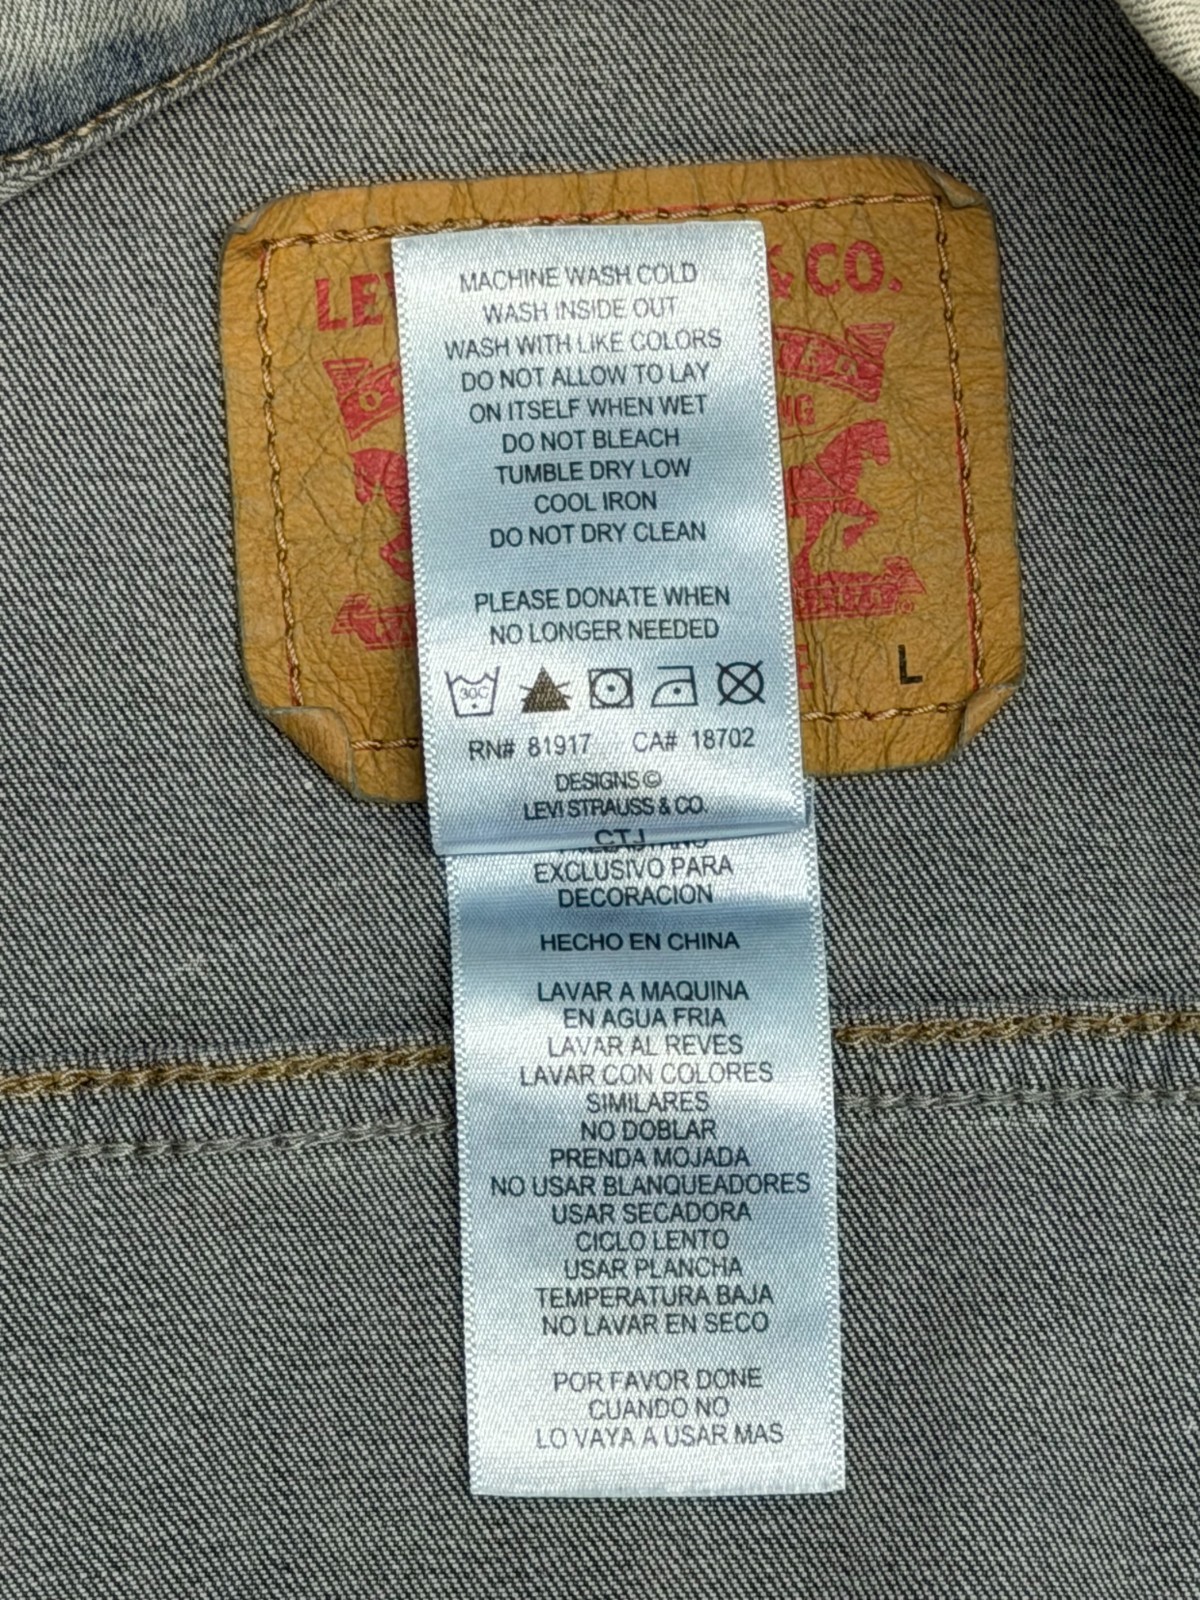 & CO.
L
MACHINE WASH COLD
WASH INSIDE OUT
WASH WITH LIKE COLORS
DO NOT ALLOW TO LAY
ON ITSELF WHEN WET
DO NOT BLEACH
TUMBLE DRY LOW
COOL IRON
DO NOT DRY CLEAN
PLEASE DONATE WHEN
NO LONGER NEEDED
30C
RN# 81917 CA# 18702
DESIGNS ©
LEVI STRAUSS & CO.
CTJ
EXCLUSIVO PARA
DECORACION
HECHO EN CHINA
LAVAR A MAQUINA
EN AGUA FRIA
LAVAR AL REVES
LAVAR CON COLORES
SIMILARES
NO DOBLAR
PRENDA MOJADA
NO USAR BLANQUEADORES
USAR SECADORA
CICLO LENTO
USAR PLANCHA
TEMPERATURA BAJA
NO LAVAR EN SECO
POR FAVOR DONE
CUANDO NO
LO VAYA A USAR MAS